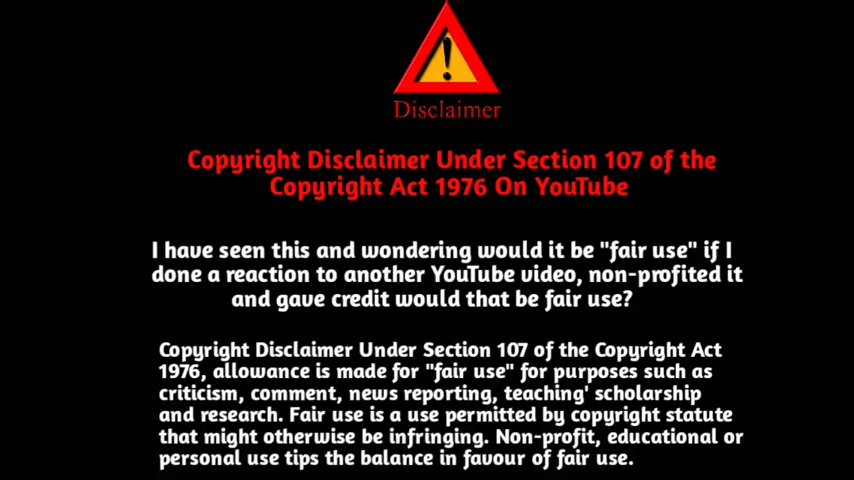 Disclaimer
Copyright Disclaimer Under Section 107 of the
Copyright Act 1976 On YouTube
I have seen this and wondering would it be "fair use" if I
done a reaction to another YouTube video, non-profited it
and gave credit would that be fair use?
Copyright Disclaimer Under Section 107 of the Copyright Act
1976, allowance is made for "fair use" for purposes such as
criticism, comment, news reporting, teaching' scholarship
and research. Fair use is a use permitted by copyright statute
that might otherwise be infringing. Non-profit, educational or
personal use tips the balance in favour of fair use.